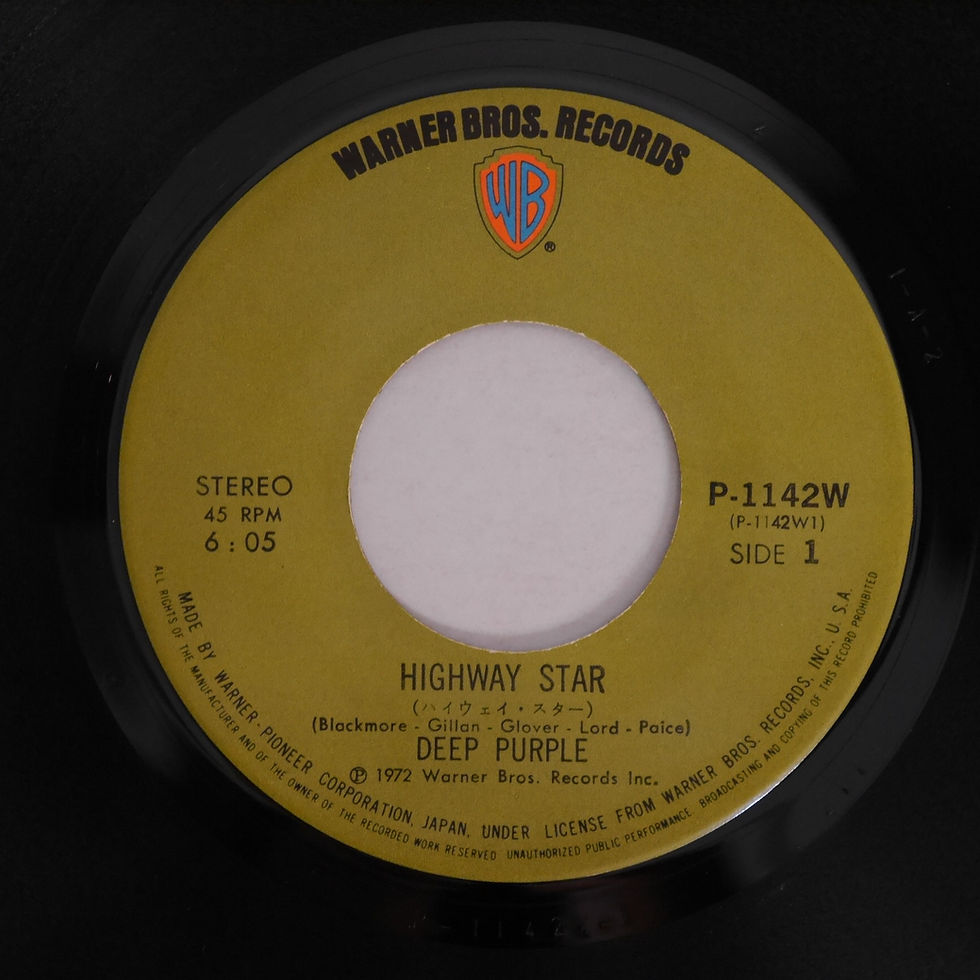 WARNER BROS. RECORDS
WB
®
STEREO
45 RPM
6 : 05
P-1142W
(P-1142W1)
SIDE 1
HIGHWAY STAR
(ハイウェイ・スター)
(Blackmore - Gillan - Glover - Lord - Paice)
DEEP PURPLE
Ⓟ 1972 Warner Bros. Records Inc.
MADE BY WARNER-PIONEER CORPORATION, JAPAN, UNDER LICENSE FROM WARNER BROS. RECORDS, INC., U.S.A.
ALL RIGHTS OF THE MANUFACTURER AND OF THE OWNER OF THE RECORDED WORK RESERVED UNAUTHORIZED PUBLIC PERFORMANCE BROADCASTING AND COPYING OF THIS RECORD PROHIBITED
1-A-2